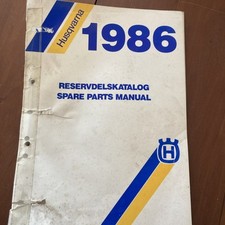 Husqvarna
1986
RESERVDELSKATALOG
SPARE PARTS MANUAL
H